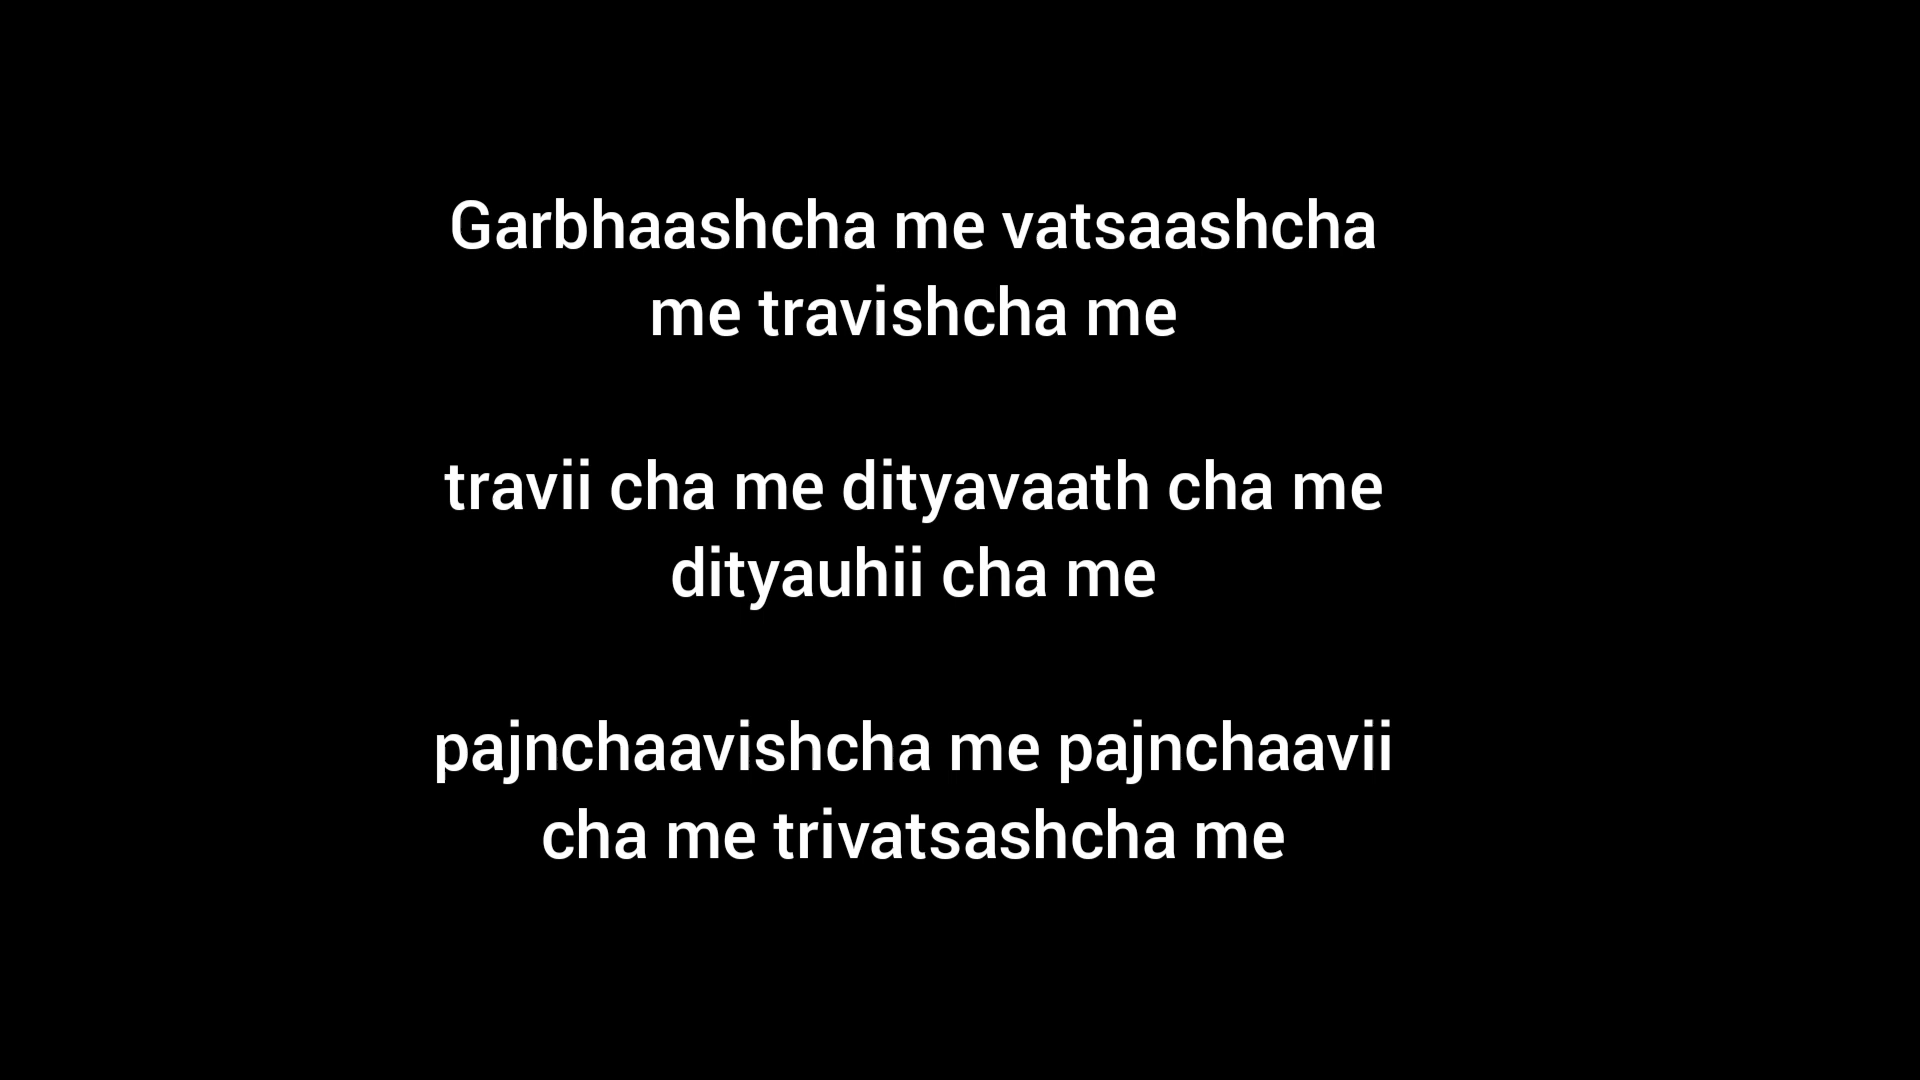 Garbhaashcha me vatsaashcha
me travishcha me
travii cha me dityavaath cha me
dityauhii cha me
pajnchaavishcha me pajnchaavii
cha me trivatsashcha me